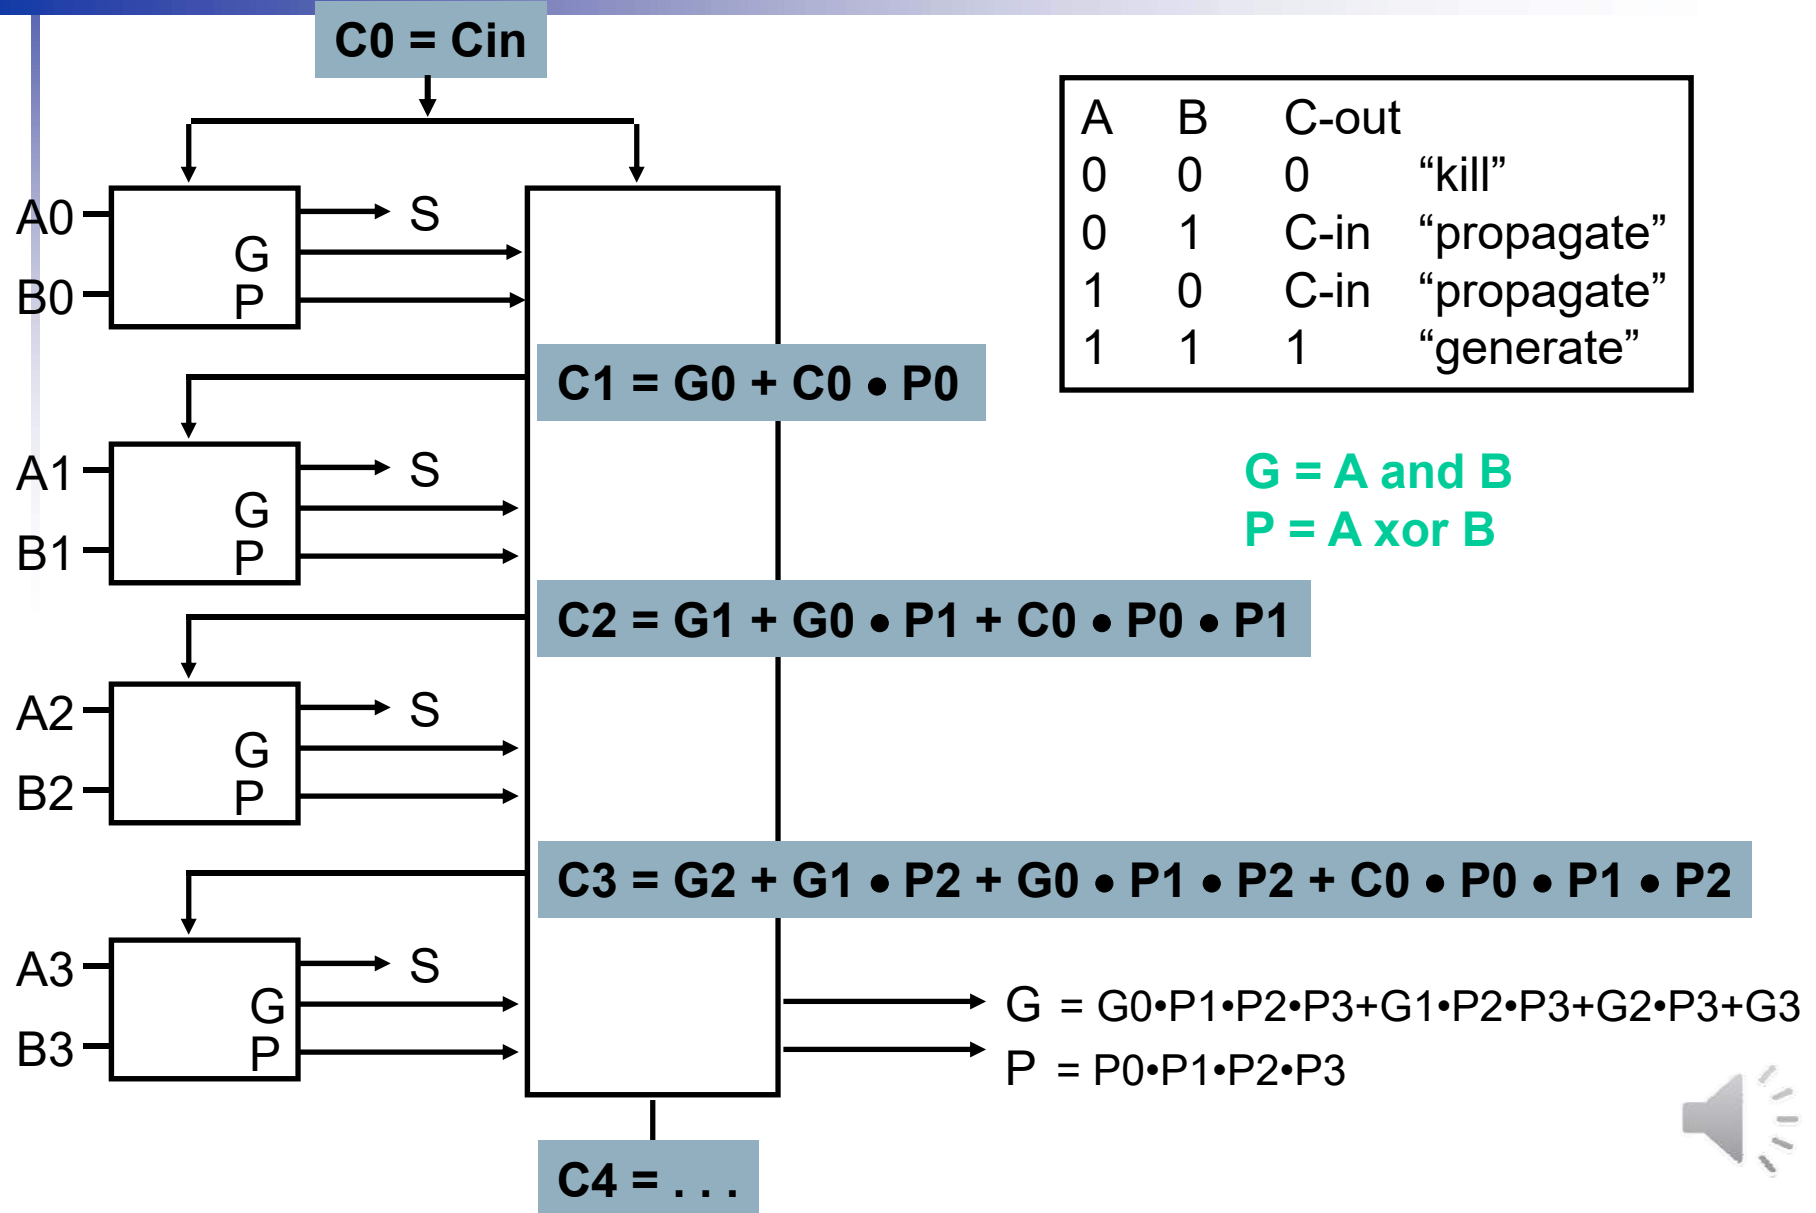 C0 = Cin
A B C-out
0 0 0 “kill”
0 1 C-in “propagate”
1 0 C-in “propagate”
1 1 1 “generate”
A0
S
G
B0
P
C1 = G0 + C0 • P0
G = A and B
P = A xor B
A1
S
G
B1
P
C2 = G1 + G0 • P1 + C0 • P0 • P1
A2
S
G
B2
P
C3 = G2 + G1 • P2 + G0 • P1 • P2 + C0 • P0 • P1 • P2
A3
S
G
B3
P
G = G0•P1•P2•P3+G1•P2•P3+G2•P3+G3
P = P0•P1•P2•P3
C4 = . . .